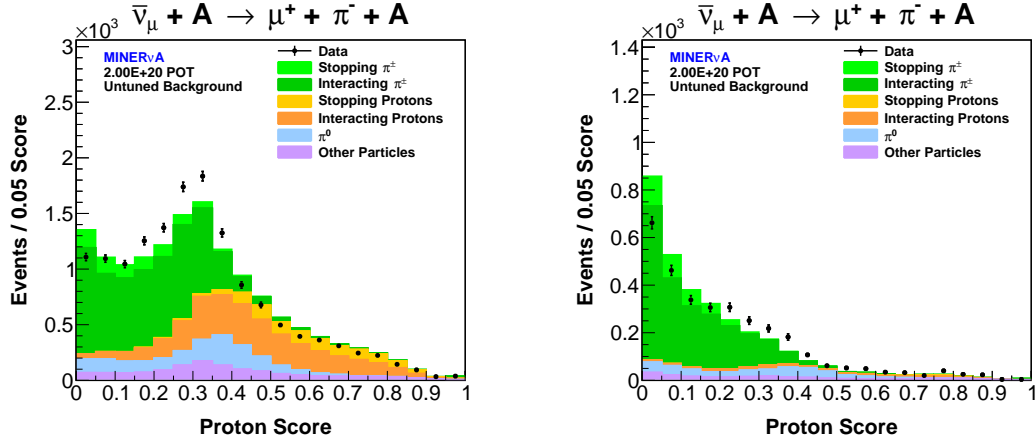 ν̅μ + A → μ⁺ + π⁻ + A
×10³
3
2.5
2
1.5
1
0.5
0
Events / 0.05 Score
MINERνA
2.00E+20 POT
Untuned Background
Data
Stopping π±
Interacting π±
Stopping Protons
Interacting Protons
π⁰
Other Particles
0 0.1 0.2 0.3 0.4 0.5 0.6 0.7 0.8 0.9 1
Proton Score
ν̅μ + A → μ⁺ + π⁻ + A
×10³
1.4
1.2
1
0.8
0.6
0.4
0.2
0
Events / 0.05 Score
MINERνA
2.00E+20 POT
Untuned Background
Data
Stopping π±
Interacting π±
Stopping Protons
Interacting Protons
π⁰
Other Particles
0 0.1 0.2 0.3 0.4 0.5 0.6 0.7 0.8 0.9 1
Proton Score